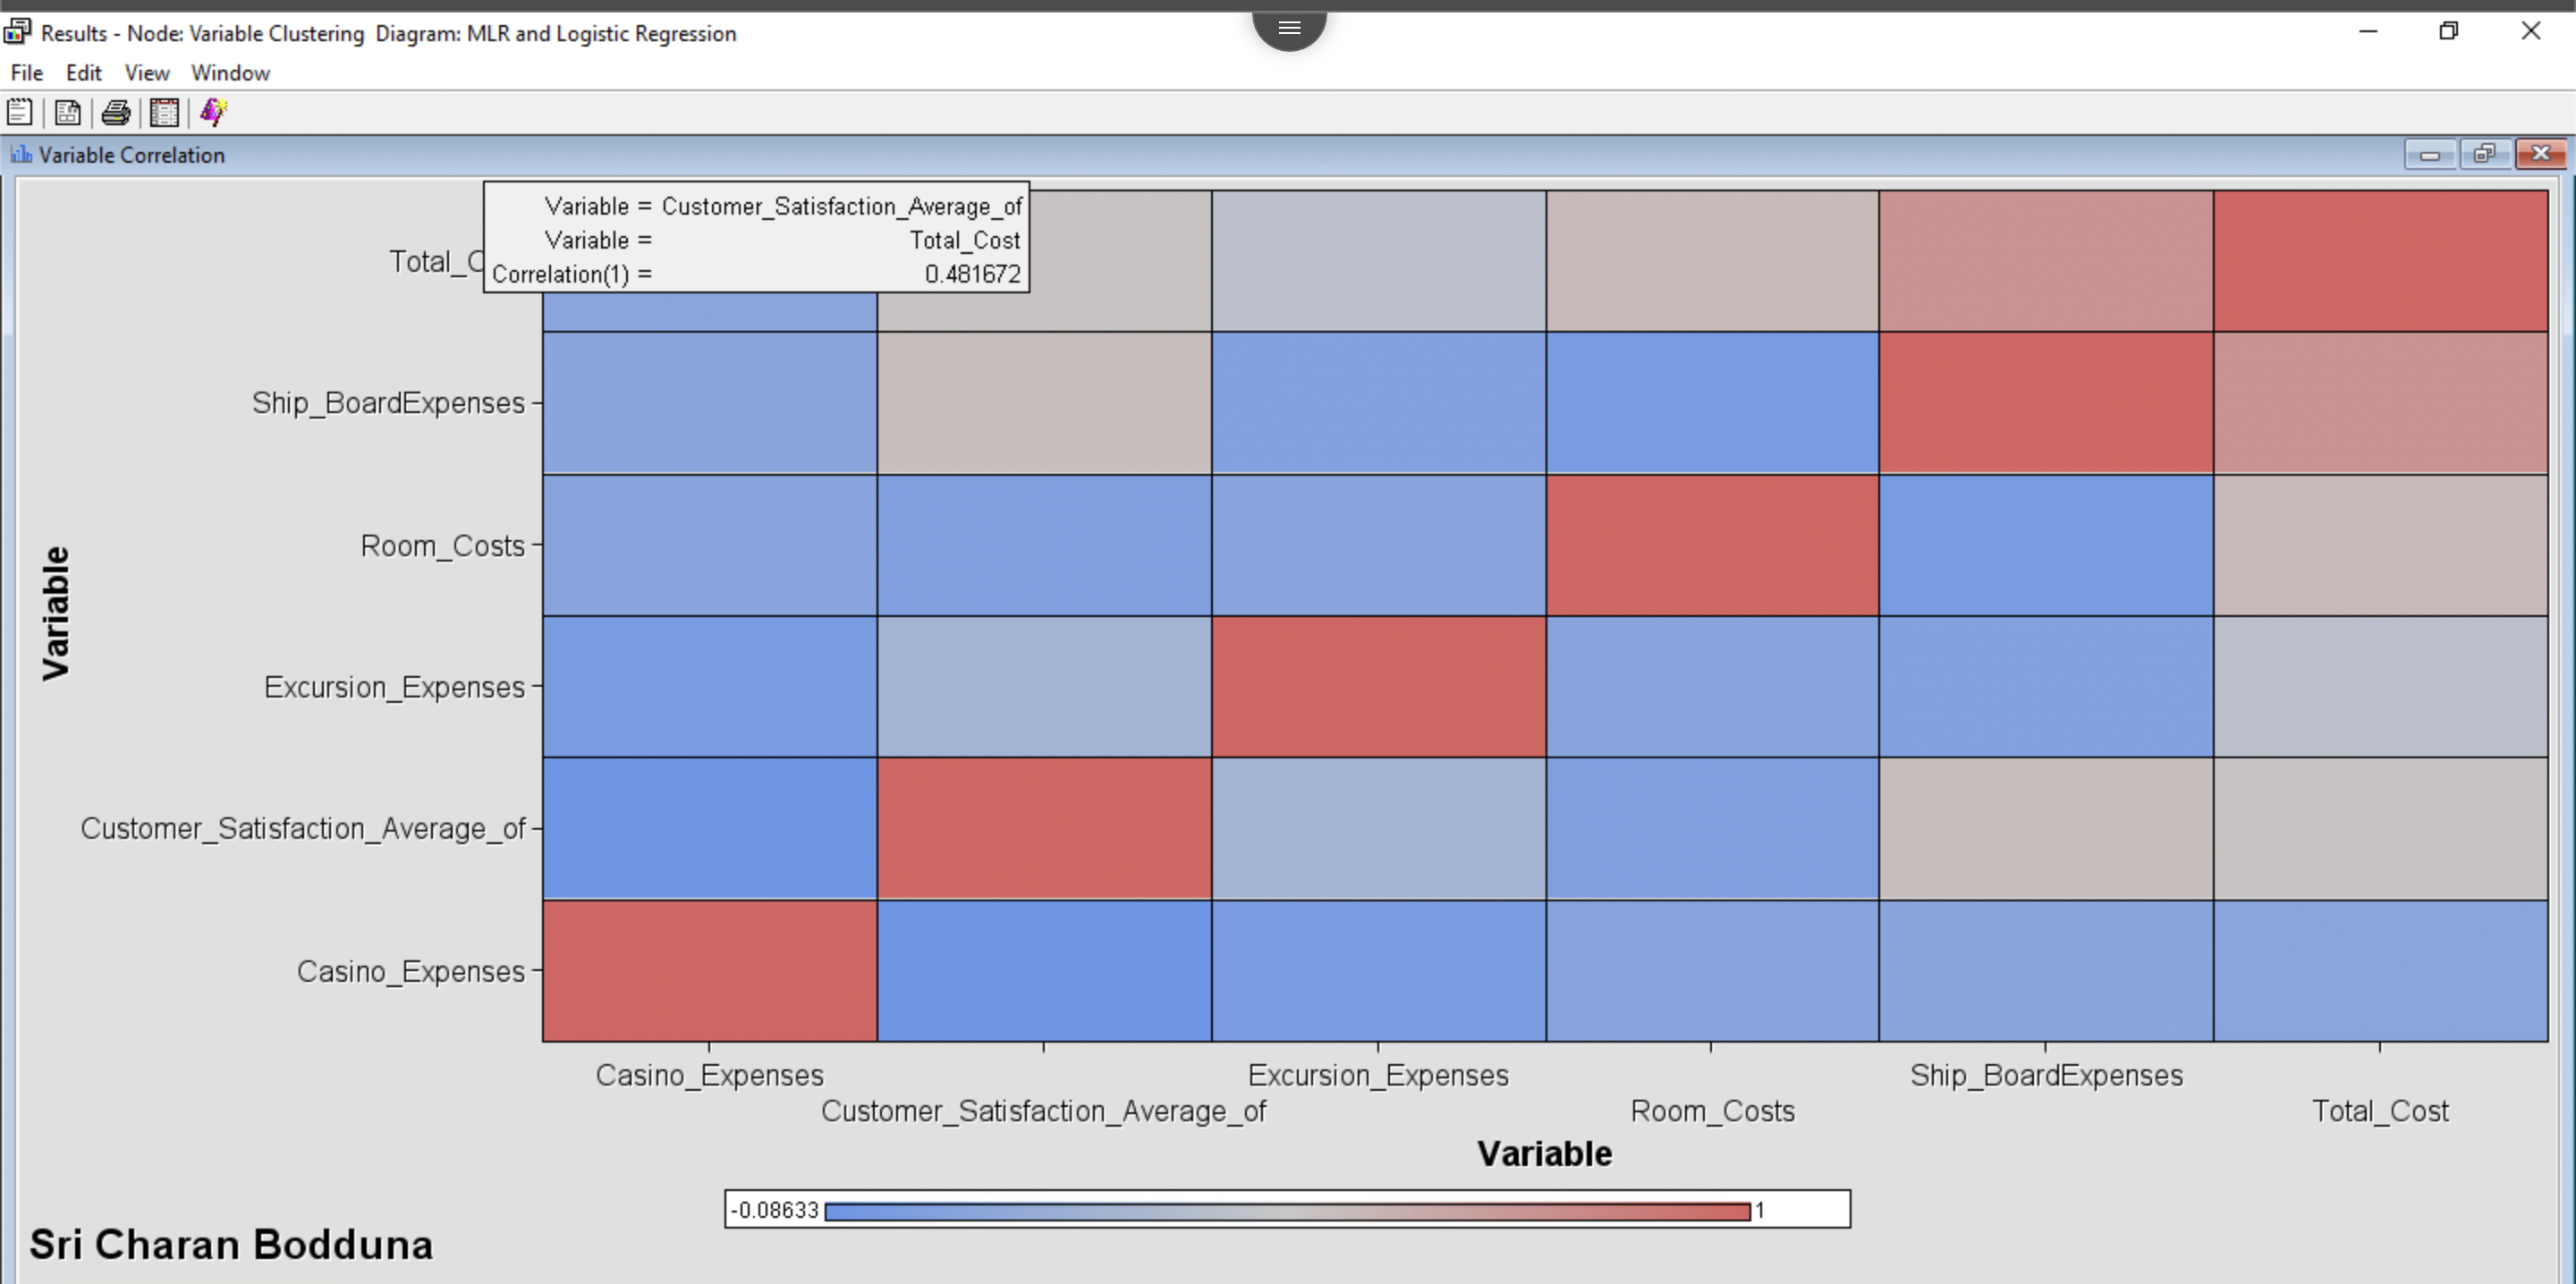 Results - Node: Variable Clustering  Diagram: MLR and Logistic Regression
File Edit View Window
Variable Correlation
Variable = Customer_Satisfaction_Average_of
Variable = Total_Cost
Correlation(1) = 0.481672
Total_C
Ship_BoardExpenses
Room_Costs
Variable
Excursion_Expenses
Customer_Satisfaction_Average_of
Casino_Expenses
Casino_Expenses Excursion_Expenses Ship_BoardExpenses
Customer_Satisfaction_Average_of Room_Costs Total_Cost
Variable
-0.08633 1
Sri Charan Bodduna